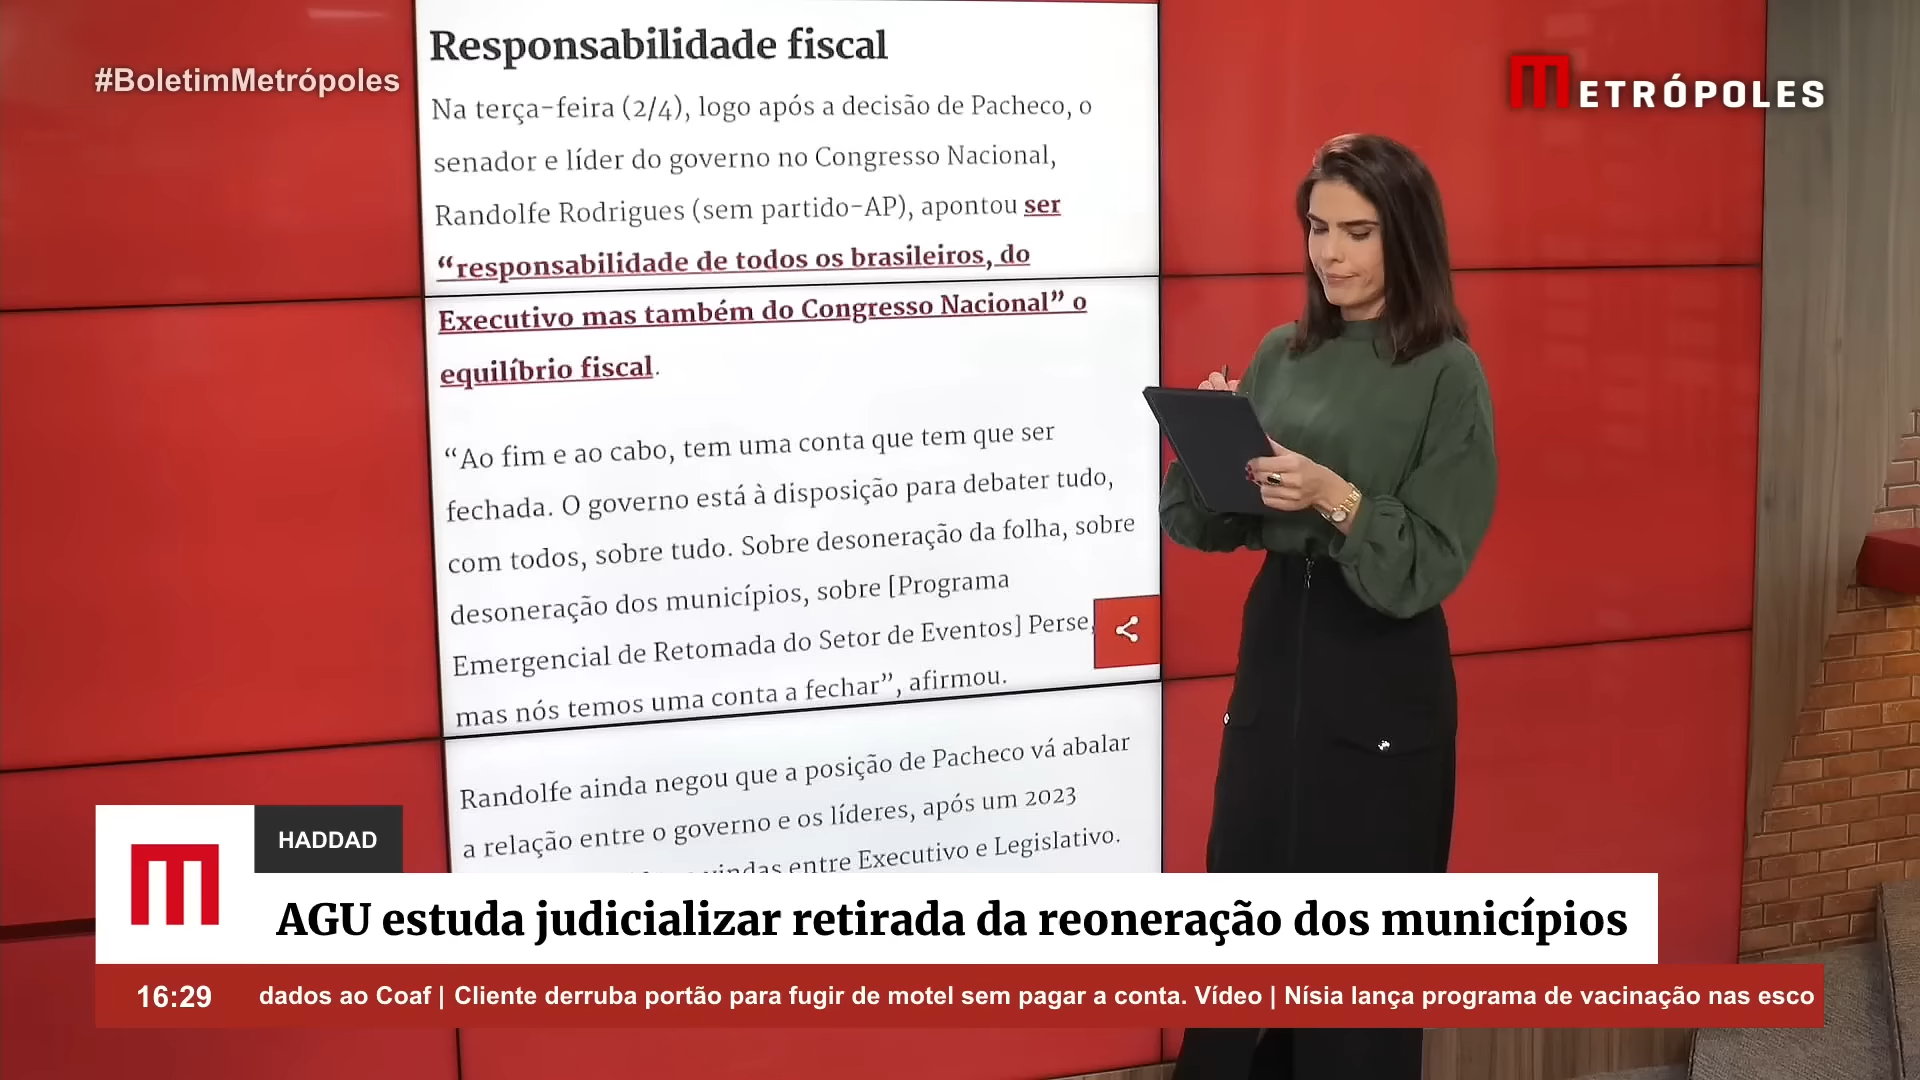 #BoletimMetrópoles
METRÓPOLES
Responsabilidade fiscal
Na terça-feira (2/4), logo após a decisão de Pacheco, o
senador e líder do governo no Congresso Nacional,
Randolfe Rodrigues (sem partido-AP), apontou ser
“responsabilidade de todos os brasileiros, do
Executivo mas também do Congresso Nacional” o
equilíbrio fiscal.
“Ao fim e ao cabo, tem uma conta que tem que ser
fechada. O governo está à disposição para debater tudo,
com todos, sobre tudo. Sobre desoneração da folha, sobre
desoneração dos municípios, sobre [Programa
Emergencial de Retomada do Setor de Eventos] Perse,
mas nós temos uma conta a fechar”, afirmou.
Randolfe ainda negou que a posição de Pacheco vá abalar
a relação entre o governo e os líderes, após um 2023
entre Executivo e Legislativo.
HADDAD
AGU estuda judicializar retirada da reoneração dos municípios
16:29 dados ao Coaf | Cliente derruba portão para fugir de motel sem pagar a conta. Vídeo | Nísia lança programa de vacinação nas esco